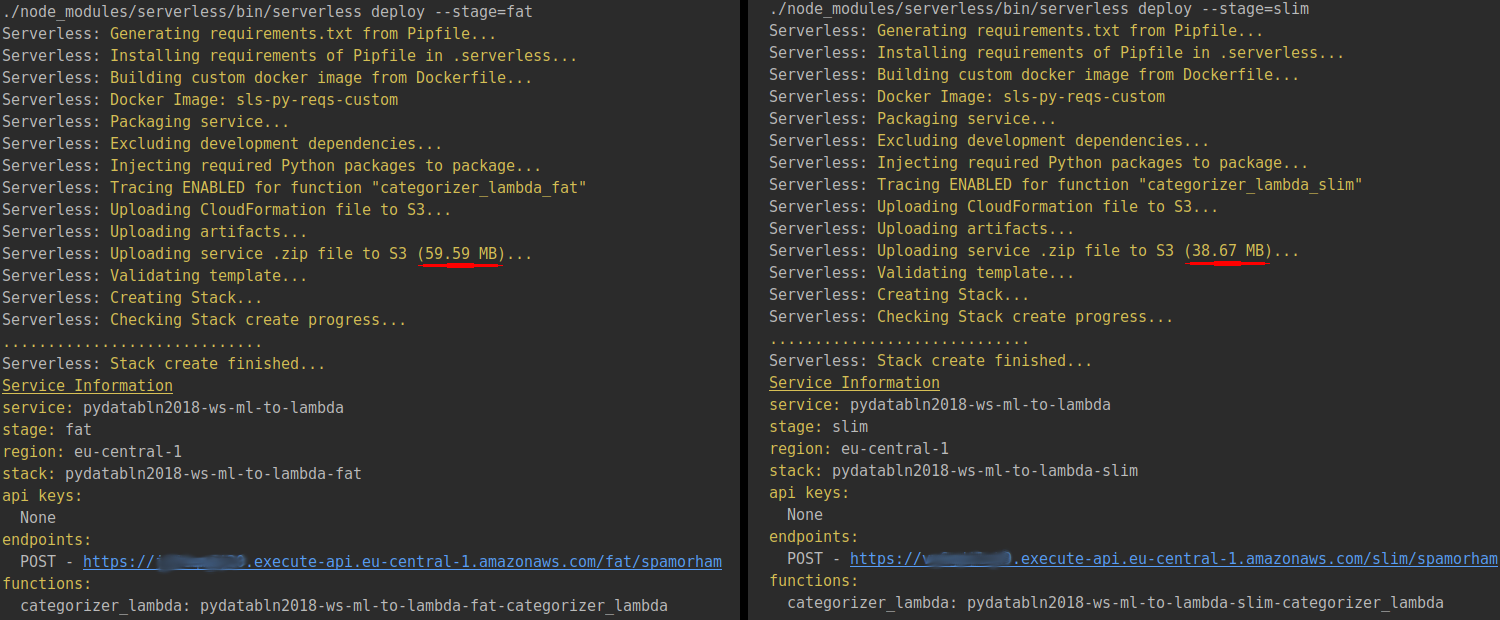 ./node_modules/serverless/bin/serverless deploy --stage=fat
Serverless: Generating requirements.txt from Pipfile...
Serverless: Installing requirements of Pipfile in .serverless...
Serverless: Building custom docker image from Dockerfile...
Serverless: Docker Image: sls-py-reqs-custom
Serverless: Packaging service...
Serverless: Excluding development dependencies...
Serverless: Injecting required Python packages to package...
Serverless: Tracing ENABLED for function "categorizer_lambda_fat"
Serverless: Uploading CloudFormation file to S3...
Serverless: Uploading artifacts...
Serverless: Uploading service .zip file to S3 (59.59 MB)...
Serverless: Validating template...
Serverless: Creating Stack...
Serverless: Checking Stack create progress...
.............................
Serverless: Stack create finished...
Service Information
service: pydatabln2018-ws-ml-to-lambda
stage: fat
region: eu-central-1
stack: pydatabln2018-ws-ml-to-lambda-fat
api keys:
  None
endpoints:
  POST - https://.execute-api.eu-central-1.amazonaws.com/fat/spamorham
functions:
  categorizer_lambda: pydatabln2018-ws-ml-to-lambda-fat-categorizer_lambda
./node_modules/serverless/bin/serverless deploy --stage=slim
Serverless: Generating requirements.txt from Pipfile...
Serverless: Installing requirements of Pipfile in .serverless...
Serverless: Building custom docker image from Dockerfile...
Serverless: Docker Image: sls-py-reqs-custom
Serverless: Packaging service...
Serverless: Excluding development dependencies...
Serverless: Injecting required Python packages to package...
Serverless: Tracing ENABLED for function "categorizer_lambda_slim"
Serverless: Uploading CloudFormation file to S3...
Serverless: Uploading artifacts...
Serverless: Uploading service .zip file to S3 (38.67 MB)...
Serverless: Validating template...
Serverless: Creating Stack...
Serverless: Checking Stack create progress...
.............................
Serverless: Stack create finished...
Service Information
service: pydatabln2018-ws-ml-to-lambda
stage: slim
region: eu-central-1
stack: pydatabln2018-ws-ml-to-lambda-slim
api keys:
  None
endpoints:
  POST - https://.execute-api.eu-central-1.amazonaws.com/slim/spamorham
functions:
  categorizer_lambda: pydatabln2018-ws-ml-to-lambda-slim-categorizer_lambda